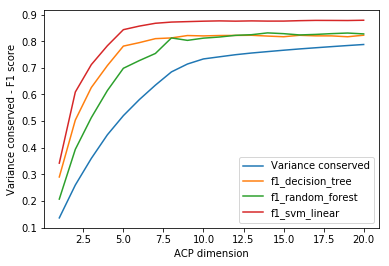 0.9
0.8
0.7
0.6
0.5
0.4
0.3
0.2
0.1
Variance conserved - F1 score
Variance conserved
f1_decision_tree
f1_random_forest
f1_svm_linear
2.5 5.0 7.5 10.0 12.5 15.0 17.5 20.0
ACP dimension